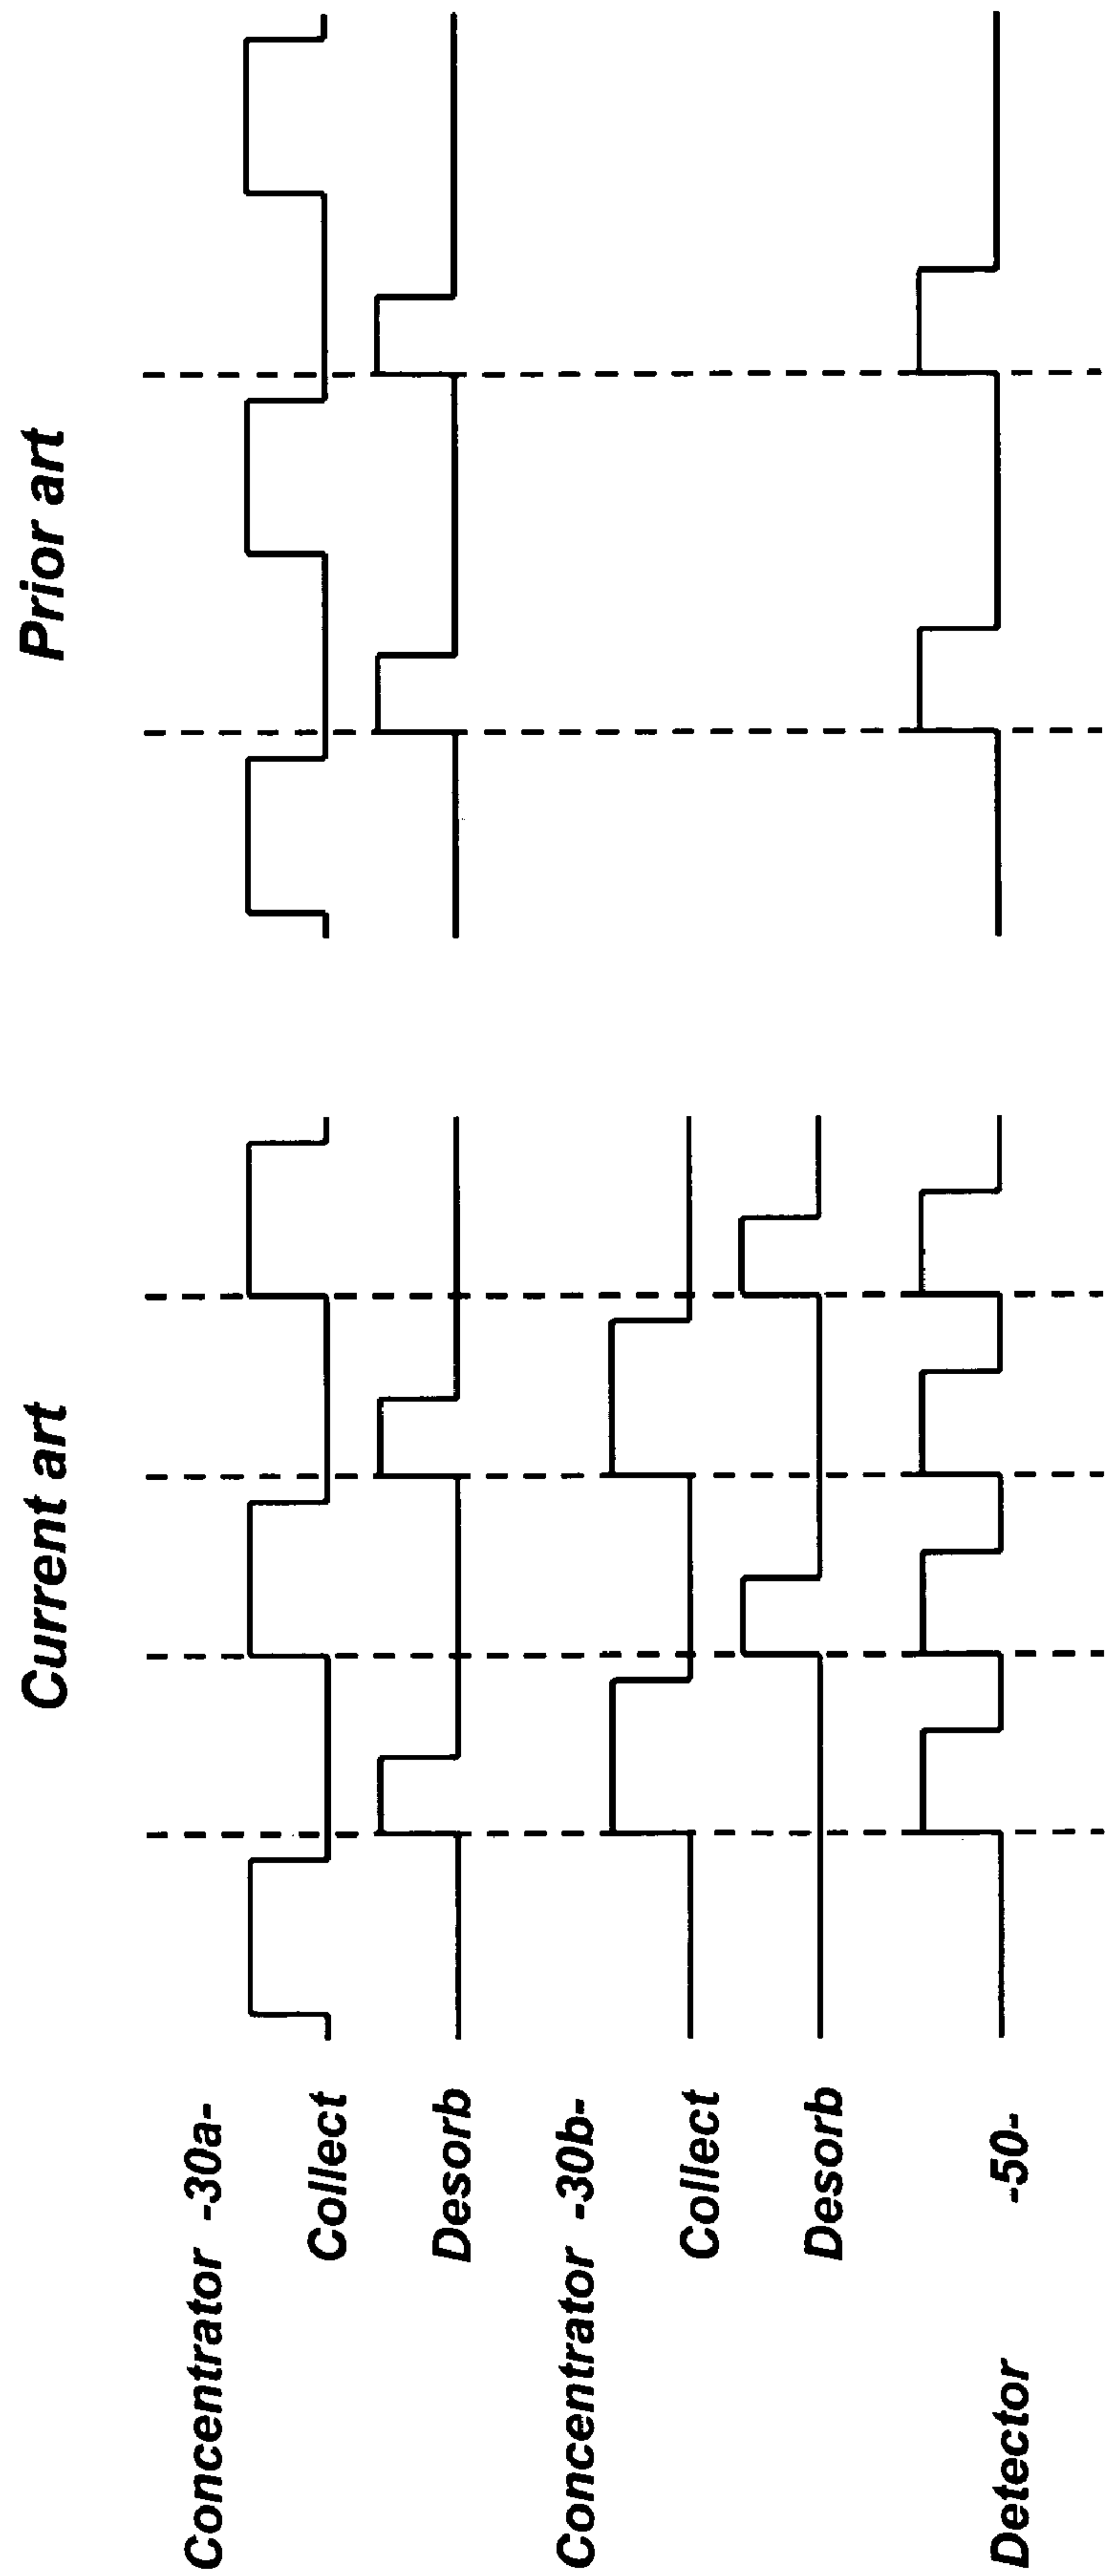 Current art
Prior art
Concentrator -30a-
Collect
Desorb
Concentrator -30b-
Collect
Desorb
Detector -50-